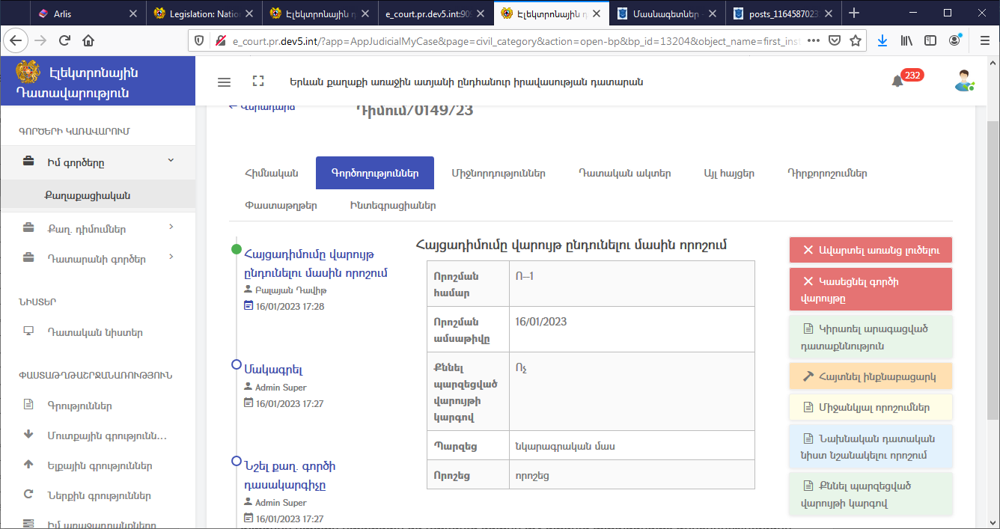 Arlis
Legislation: Natio
Էլեկտրոնային դ
e_court.pr.dev5.int:909
Էլեկտրոնային դ
Մասնագետներ
posts_1164587023
e_court.pr.dev5.int/?app=AppJudicialMyCase&page=civil_category&action=open-bp&bp_id=13204&object_name=first_inst
Էլեկտրոնային
Դատավարություն
Երևան քաղաքի առաջին ատյանի ընդհանուր իրավասության դատարան
232
ԳՈՐԾԵՐԻ ԿԱՌԱՎԱՐՈՒՄ
Իմ գործերը
Քաղաքացիական
Քաղ. դիմումներ
Դատարանի գործեր
ՆԻՍՏԵՐ
Դատական նիստեր
ՓԱՍՏԱԹՂԹԱՇՐՋԱՆԱՌՈՒԹՅՈՒՆ
Գրություններ
Մուտքային գրությունն...
Ելքային գրություններ
Ներքին գրություններ
Իմ առաջադրանքները
← Վերադարձ
Դիմում/0149/23
Հիմնական
Գործողություններ
Միջնորդություններ
Դատական ակտեր
Այլ հայցեր
Դիրքորոշումներ
Փաստաթղթեր
Ինտեգրացիաներ
Հայցադիմումը վարույթ
ընդունելու մասին որոշում
Բալայան Դավիթ
16/01/2023 17:28
Մակագրել
Admin Super
16/01/2023 17:27
Նշել քաղ. գործի
դասակարգիչը
Admin Super
16/01/2023 17:27
Հայցադիմումը վարույթ ընդունելու մասին որոշում
Որոշման
համար
Ո—1
Որոշման
ամսաթիվը
16/01/2023
Քննել
պարզեցված
վարույթի
կարգով
Ոչ
Պարզեց
նկարագրական մաս
Որոշեց
որոշեց
Ավարտել առանց լուծելու
Կասեցնել գործի
վարույթը
Կիրառել արագացված
դատաքննություն
Հայտնել ինքնաբացարկ
Միջանկյալ որոշումներ
Նախնական դատական
նիստ նշանակելու որոշում
Քննել պարզեցված
վարույթի կարգով